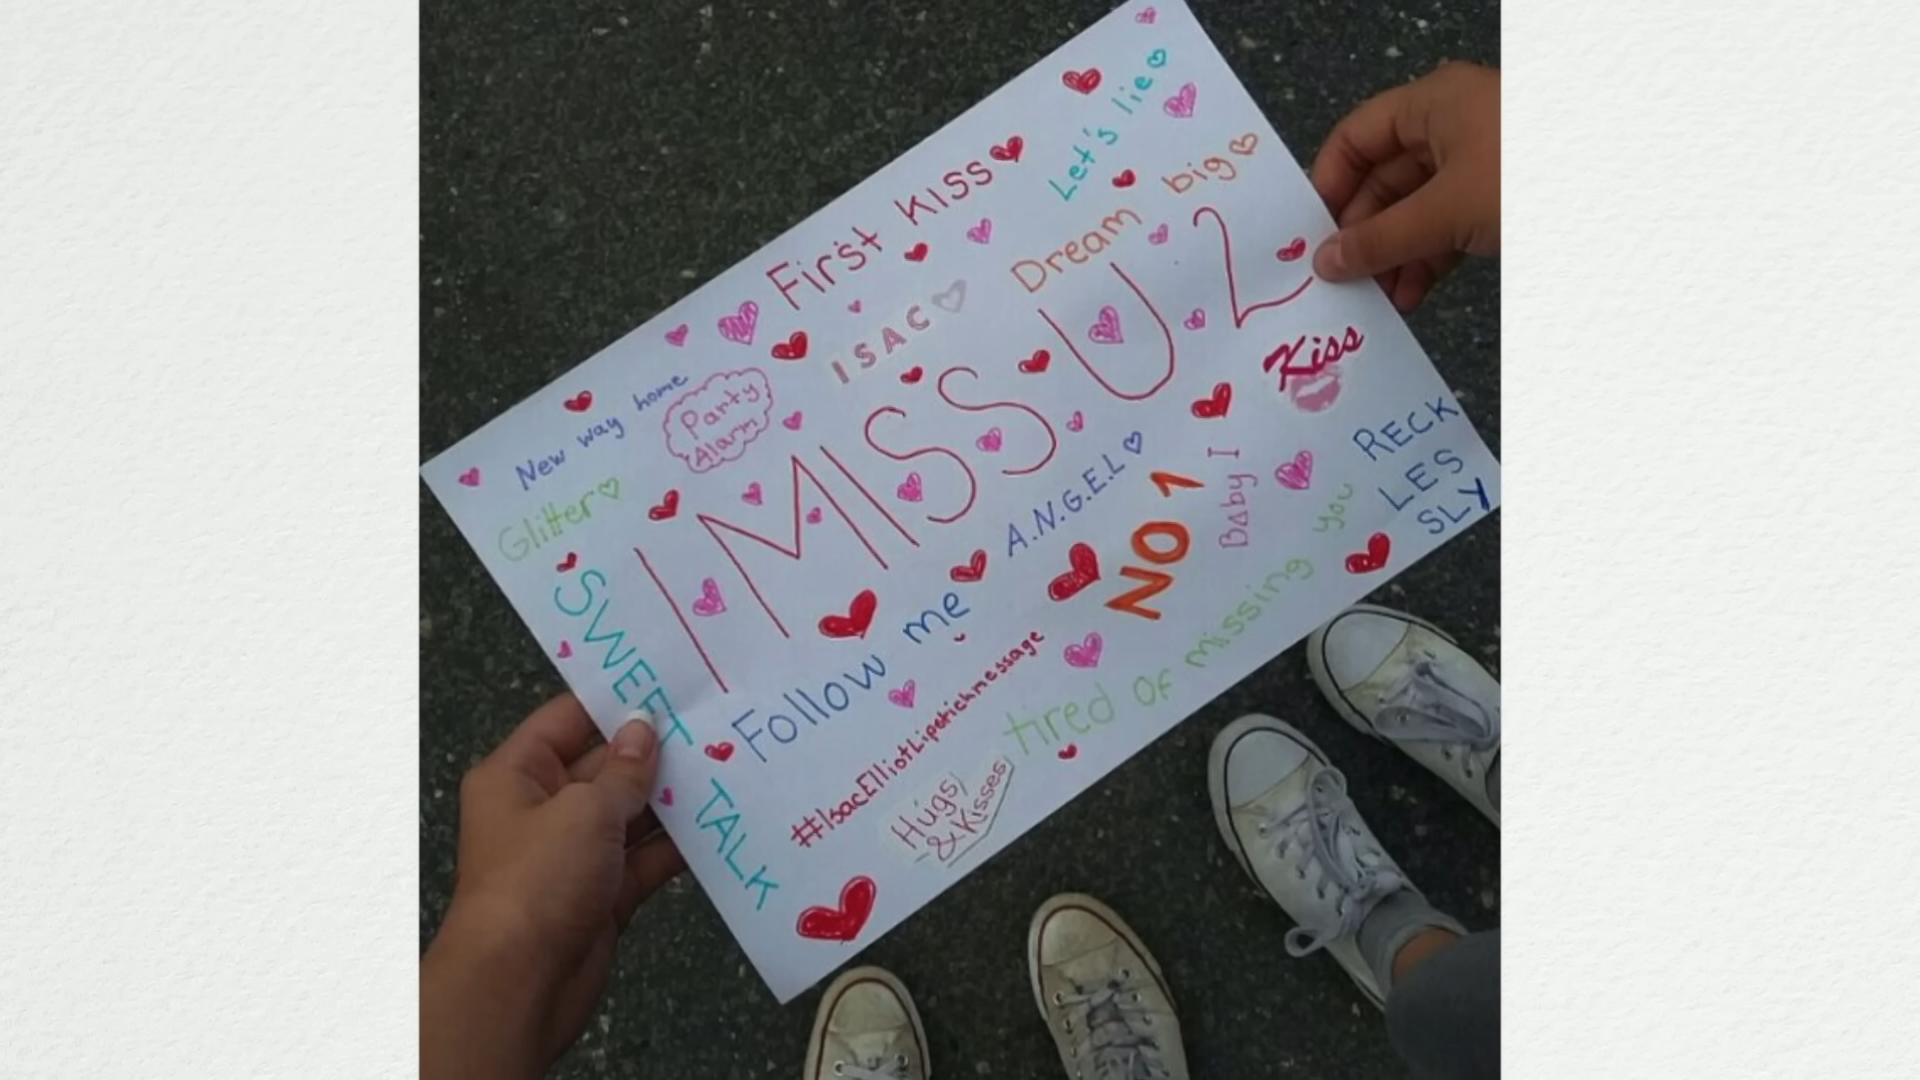 Let's lie
First Kiss
Dream big
ISAC
New way home
Party
Alarm
I MISS U 2
Kiss
Glitter
A.N.G.E.L
RECK
LES
SLY
Baby I
NO 1
SWEET TALK
Follow me
#IsacElliotLipstickmessage
tired of missing you
Hugs
& Kisses